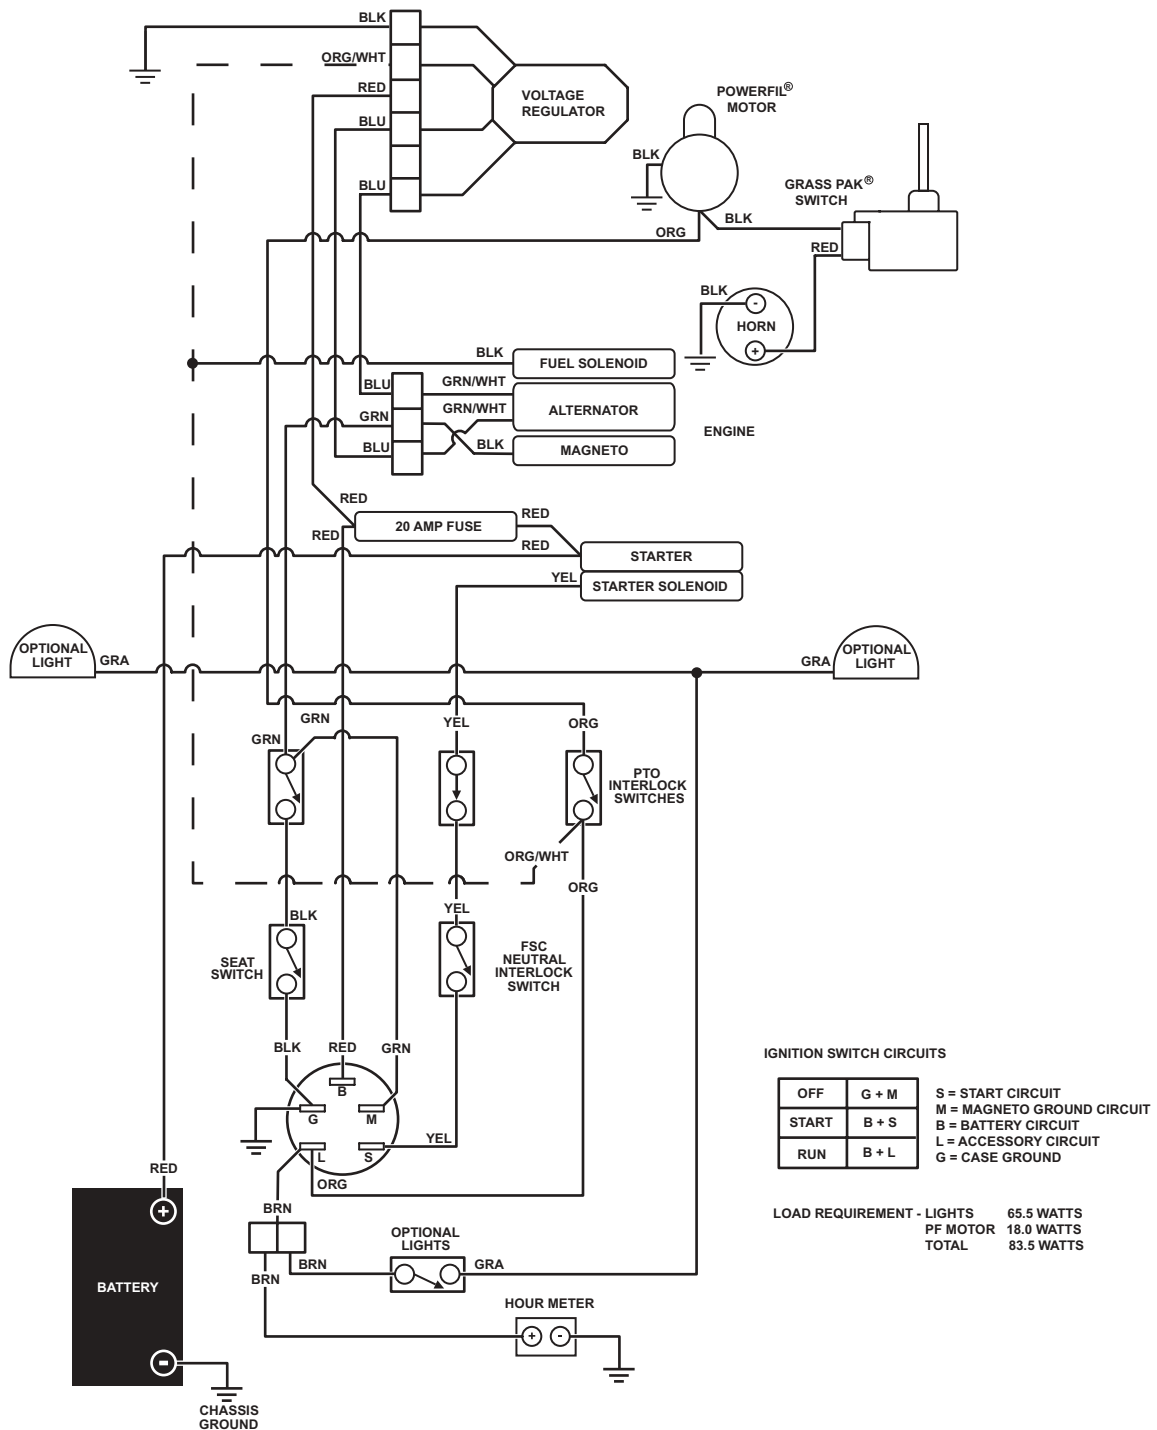 BLK
ORG/WHT
RED
BLU
BLU
VOLTAGE
REGULATOR
POWERFIL®
MOTOR
BLK
GRASS PAK®
SWITCH
BLK
ORG
RED
BLK
-
HORN
+
BLK
FUEL SOLENOID
BLU
GRN/WHT
GRN
GRN/WHT
ALTERNATOR
ENGINE
BLU
BLK
MAGNETO
RED
RED
20 AMP FUSE
RED
RED
STARTER
YEL
STARTER SOLENOID
OPTIONAL
LIGHT
GRA
GRA
OPTIONAL
LIGHT
GRN
GRN
YEL
ORG
PTO
INTERLOCK
SWITCHES
ORG/WHT
ORG
BLK
YEL
SEAT
SWITCH
FSC
NEUTRAL
INTERLOCK
SWITCH
BLK
RED
GRN
B
G
M
L
S
YEL
ORG
IGNITION SWITCH CIRCUITS
OFF G + M
START B + S
RUN B + L
S = START CIRCUIT
M = MAGNETO GROUND CIRCUIT
B = BATTERY CIRCUIT
L = ACCESSORY CIRCUIT
G = CASE GROUND
LOAD REQUIREMENT - LIGHTS 65.5 WATTS
PF MOTOR 18.0 WATTS
TOTAL 83.5 WATTS
RED
+
BATTERY
-
CHASSIS
GROUND
BRN
BRN
BRN
OPTIONAL
LIGHTS
GRA
HOUR METER
+ -